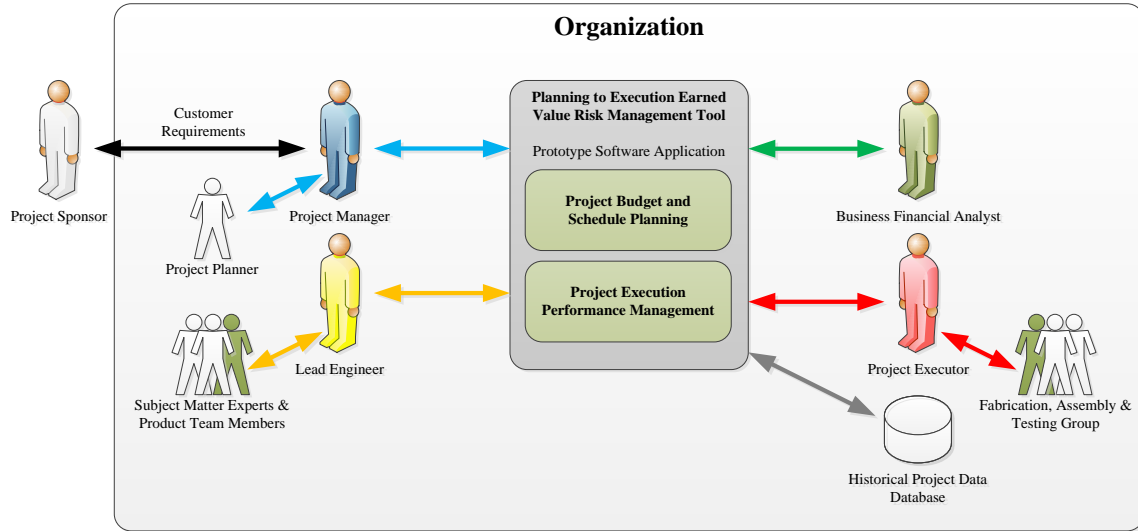 Organization
Customer
Requirements
Project Sponsor
Project Manager
Project Planner
Lead Engineer
Subject Matter Experts &
Product Team Members
Planning to Execution Earned
Value Risk Management Tool
Prototype Software Application
Project Budget and
Schedule Planning
Project Execution
Performance Management
Business Financial Analyst
Project Executor
Fabrication, Assembly &
Testing Group
Historical Project Data
Database